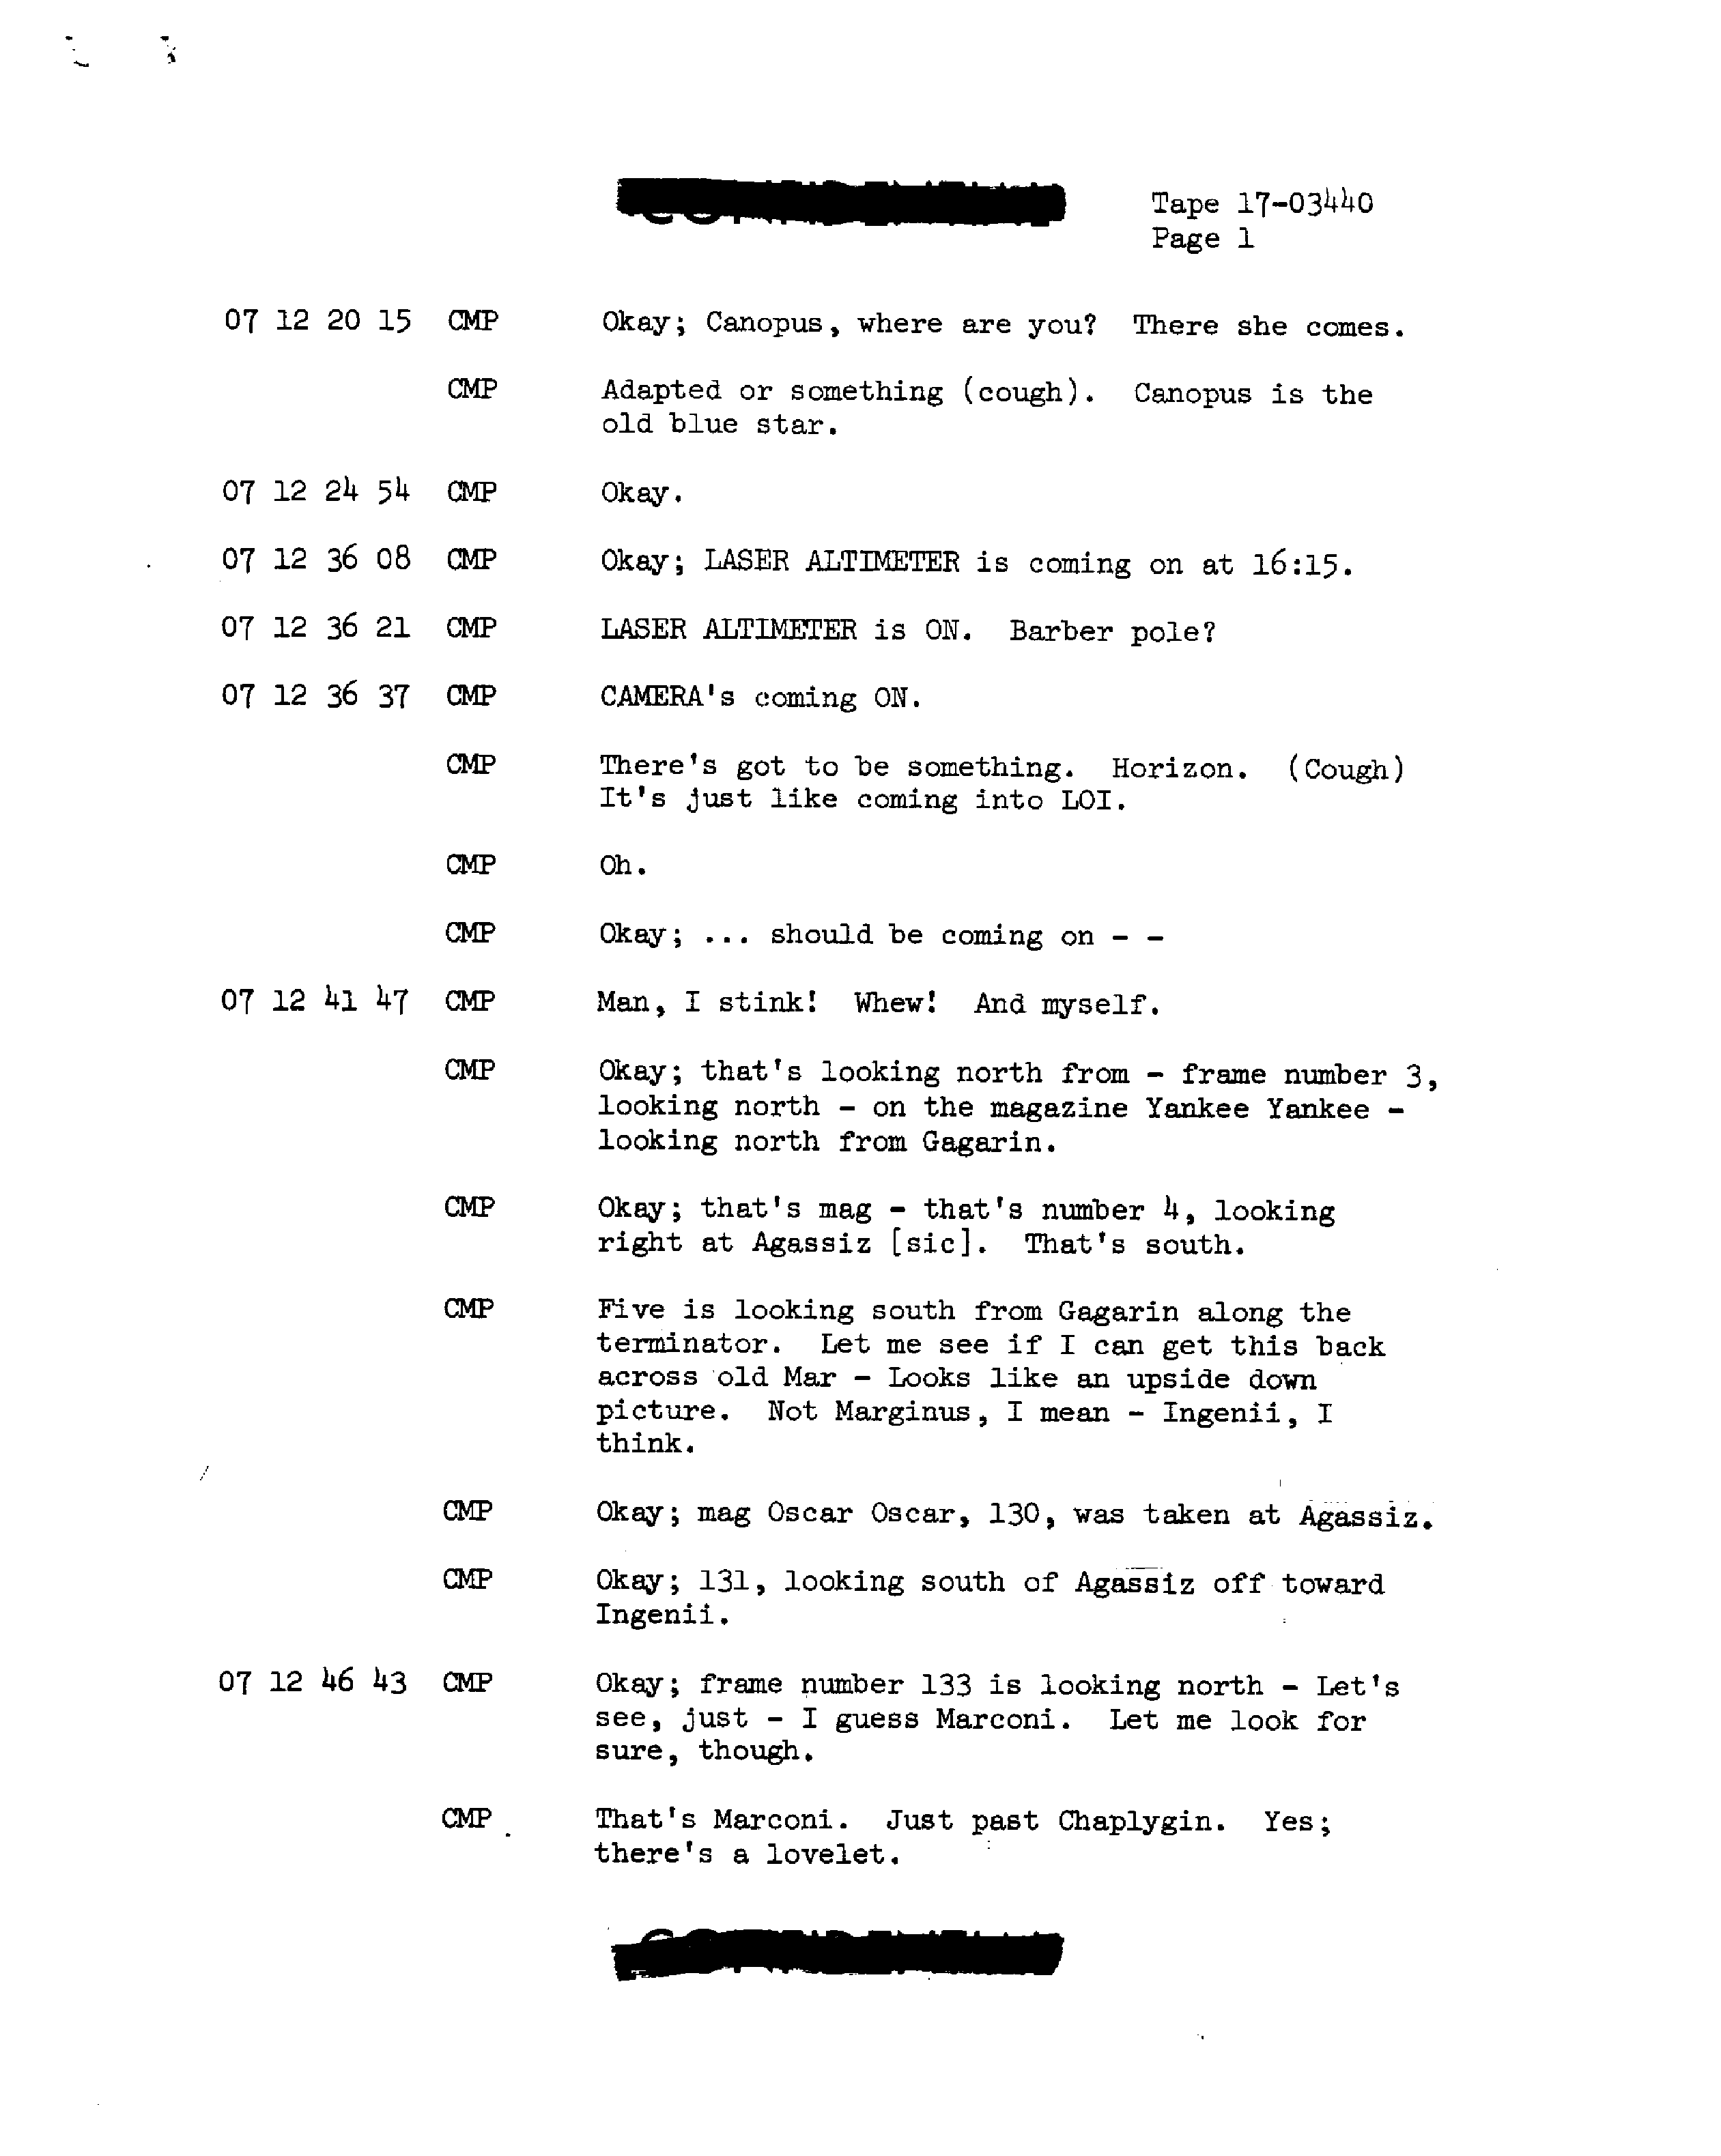 Tape 17-03440
Page 1
07 12 20 15 CMP Okay; Canopus, where are you? There she comes.
CMP Adapted or something (cough). Canopus is the
old blue star.
07 12 24 54 CMP Okay.
07 12 36 08 CMP Okay; LASER ALTIMETER is coming on at 16:15.
07 12 36 21 CMP LASER ALTIMETER is ON. Barber pole?
07 12 36 37 CMP CAMERA's coming ON.
CMP There's got to be something. Horizon. (Cough)
It's just like coming into LOI.
CMP Oh.
CMP Okay; ... should be coming on - -
07 12 41 47 CMP Man, I stink! Whew! And myself.
CMP Okay; that's looking north from - frame number 3,
looking north - on the magazine Yankee Yankee -
looking north from Gagarin.
CMP Okay; that's mag - that's number 4, looking
right at Agassiz [sic]. That's south.
CMP Five is looking south from Gagarin along the
terminator. Let me see if I can get this back
across old Mar - Looks like an upside down
picture. Not Marginus, I mean - Ingenii, I
think.
CMP Okay; mag Oscar Oscar, 130, was taken at Agassiz.
CMP Okay; 131, looking south of Agassiz off toward
Ingenii.
07 12 46 43 CMP Okay; frame number 133 is looking north - Let's
see, just - I guess Marconi. Let me look for
sure, though.
CMP That's Marconi. Just past Chaplygin. Yes;
there's a lovelet.